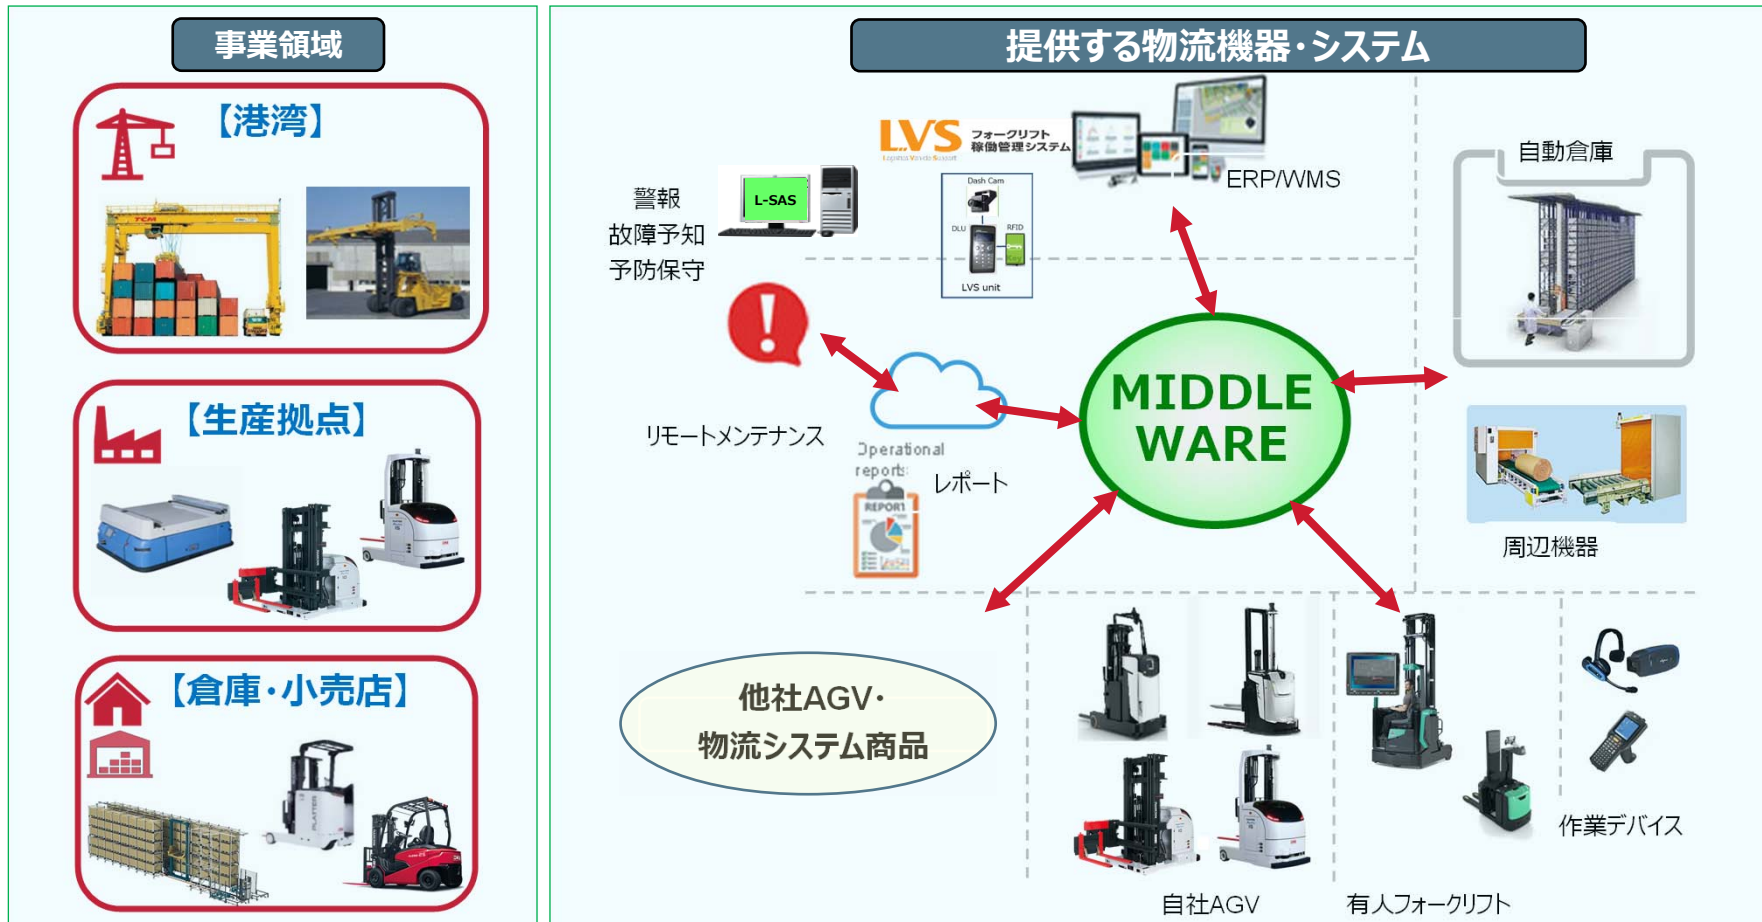 事業領域
【港湾】
TCM
【生産拠点】
【倉庫・小売店】
PLATTER
提供する物流機器・システム
LVS
フォークリフト
稼働管理システム
Logistics Vehicle Support
ERP/WMS
警報
故障予知
予防保守
L-SAS
Dash Cam
DLU
RFID
Key
LVS unit
自動倉庫
MIDDLE
WARE
リモートメンテナンス
Operational
reports:
レポート
REPORT
周辺機器
他社AGV・
物流システム商品
自社AGV
有人フォークリフト
作業デバイス